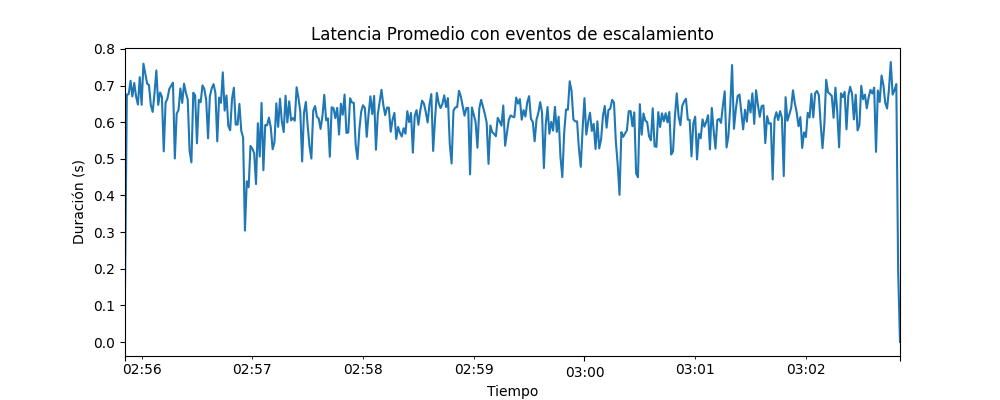 Latencia Promedio con eventos de escalamiento
Duración (s)
0.8
0.7
0.6
0.5
0.4
0.3
0.2
0.1
0.0
02:56 02:57 02:58 02:59 03:00 03:01 03:02
Tiempo